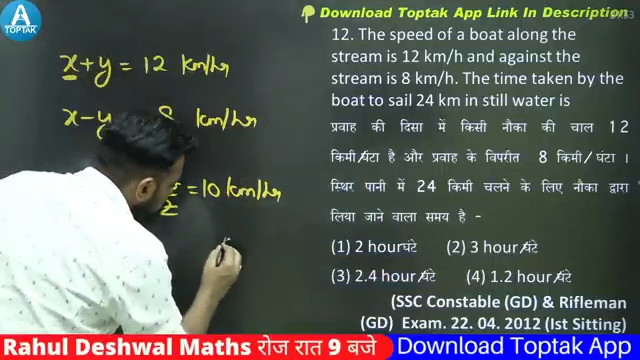 A
TOPTAK
Download Toptak App Link In Description
x + y = 12 km/hr
x - y 8 km/hr
2 = 10 km/hr
12. The speed of a boat along the
stream is 12 km/h and against the
stream is 8 km/h. The time taken by the
boat to sail 24 km in still water is
प्रवाह की दिसा में किसी नौका की चाल 12
किमी/घंटा है और प्रवाह के विपरीत 8 किमी/घंटा ।
स्थिर पानी में 24 किमी चलने के लिए नौका द्वारा
लिया जाने वाला समय है -
(1) 2 hour घंटे (2) 3 hour घंटे
(3) 2.4 hour घंटे (4) 1.2 hour घंटे
(SSC Constable (GD) & Rifleman
(GD) Exam. 22. 04. 2012 (Ist Sitting)
Rahul Deshwal Maths रोज रात 9 बजे Download Toptak App